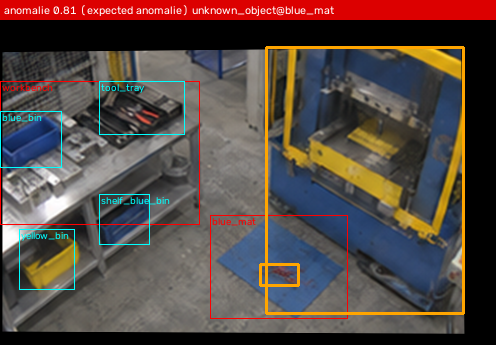 anomalie 0.81 (expected anomalie) unknown_object@blue_mat
workbench
tool_tray
blue_bin
shelf_blue_bin
blue_mat
yellow_bin